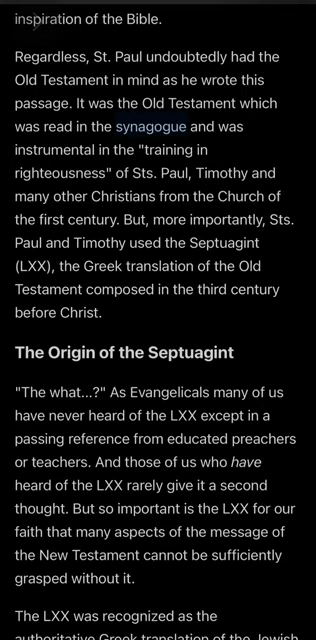 inspiration of the Bible.
Regardless, St. Paul undoubtedly had the
Old Testament in mind as he wrote this
passage. It was the Old Testament which
was read in the synagogue and was
instrumental in the "training in
righteousness" of Sts. Paul, Timothy and
many other Christians from the Church of
the first century. But, more importantly, Sts.
Paul and Timothy used the Septuagint
(LXX), the Greek translation of the Old
Testament composed in the third century
before Christ.
The Origin of the Septuagint
"The what...?" As Evangelicals many of us
have never heard of the LXX except in a
passing reference from educated preachers
or teachers. And those of us who have
heard of the LXX rarely give it a second
thought. But so important is the LXX for our
faith that many aspects of the message of
the New Testament cannot be sufficiently
grasped without it.
The LXX was recognized as the
authoritative Greek translation of the Jewish